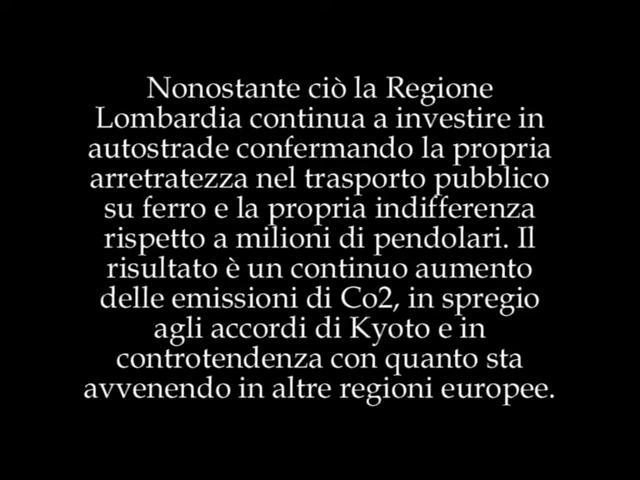 Nonostante ciò la Regione
Lombardia continua a investire in
autostrade confermando la propria
arretratezza nel trasporto pubblico
su ferro e la propria indifferenza
rispetto a milioni di pendolari. Il
risultato è un continuo aumento
delle emissioni di Co2, in spregio
agli accordi di Kyoto e in
controtendenza con quanto sta
avvenendo in altre regioni europee.